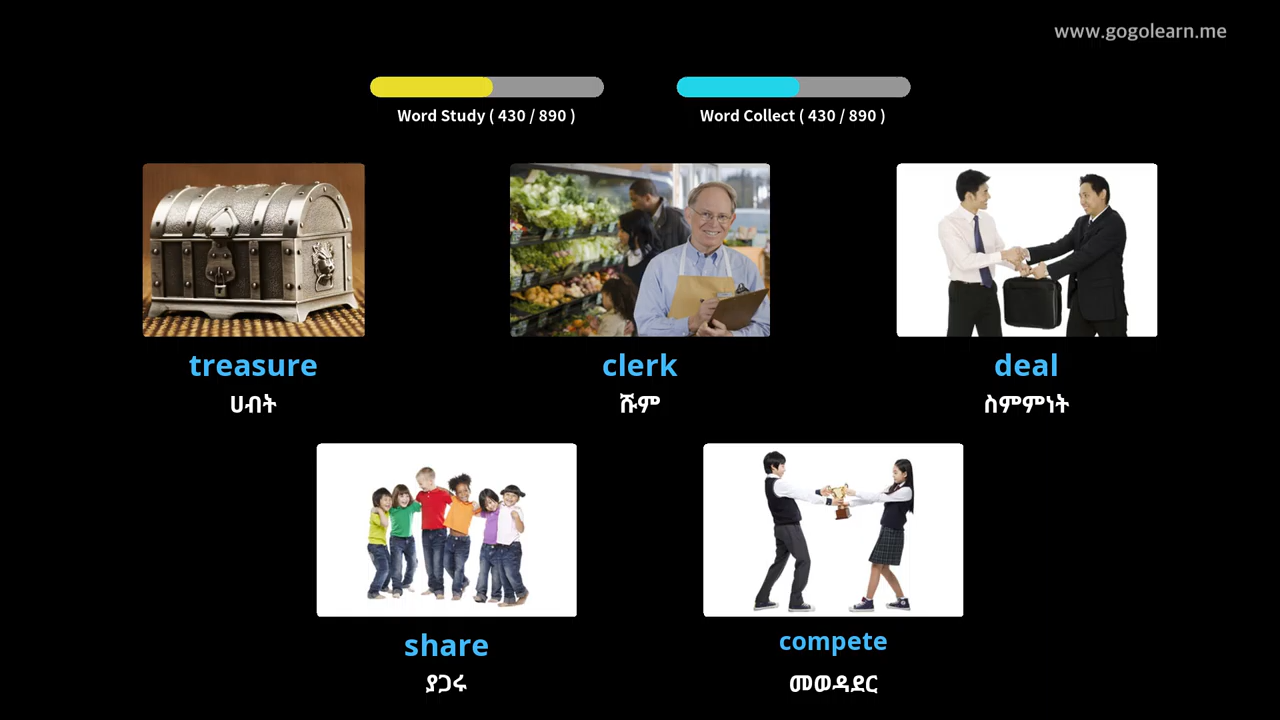 www.gogolearn.me
Word Study ( 430 / 890 )
Word Collect ( 430 / 890 )
treasure
ሀብት
clerk
ሹም
deal
ስምምነት
share
ያጋሩ
compete
መወዳደር